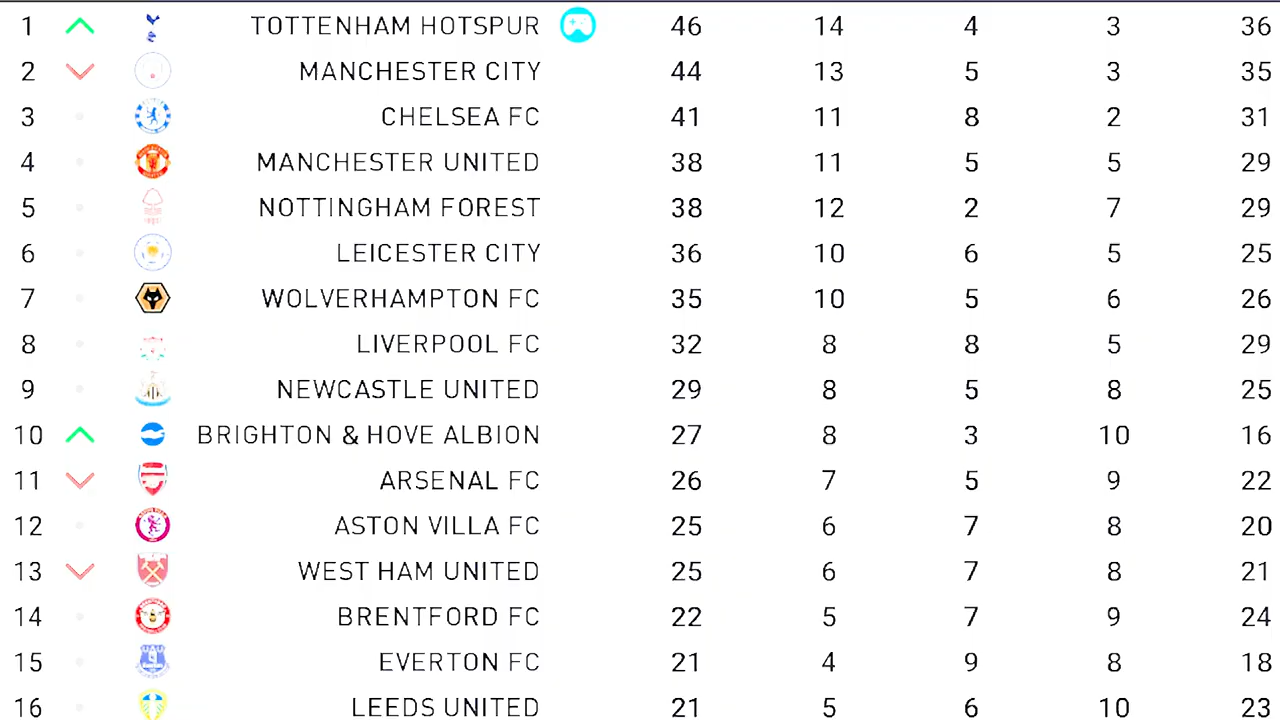 1 TOTTENHAM HOTSPUR 46 14 4 3 36
2 MANCHESTER CITY 44 13 5 3 35
3 CHELSEA FC 41 11 8 2 31
4 MANCHESTER UNITED 38 11 5 5 29
5 NOTTINGHAM FOREST 38 12 2 7 29
6 LEICESTER CITY 36 10 6 5 25
7 WOLVERHAMPTON FC 35 10 5 6 26
8 LIVERPOOL FC 32 8 8 5 29
9 NEWCASTLE UNITED 29 8 5 8 25
10 BRIGHTON & HOVE ALBION 27 8 3 10 16
11 ARSENAL FC 26 7 5 9 22
12 ASTON VILLA FC 25 6 7 8 20
13 WEST HAM UNITED 25 6 7 8 21
14 BRENTFORD FC 22 5 7 9 24
15 EVERTON FC 21 4 9 8 18
16 LEEDS UNITED 21 5 6 10 23